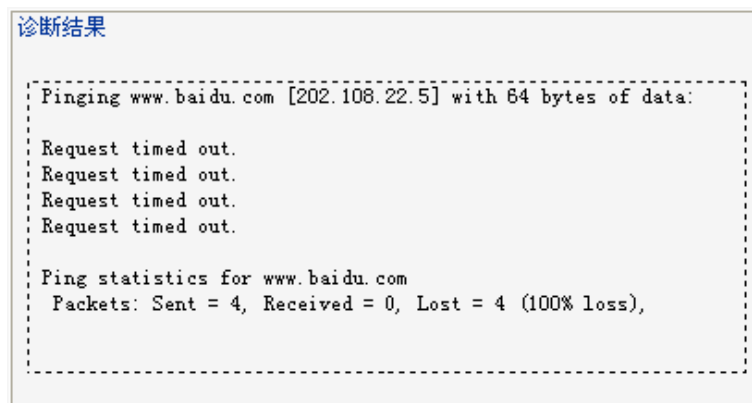 诊断结果
Pinging www.baidu.com [202.108.22.5] with 64 bytes of data:
Request timed out.
Request timed out.
Request timed out.
Request timed out.
Ping statistics for www.baidu.com
Packets: Sent = 4, Received = 0, Lost = 4 (100% loss),